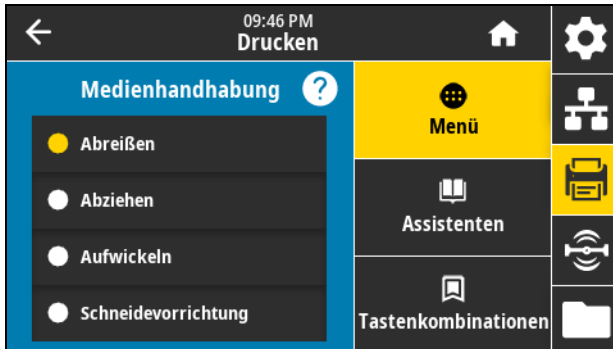 09:46 PM
Drucken
Medienhandhabung ?
Abreißen
Abziehen
Aufwickeln
Schneidevorrichtung
Menü
Assistenten
Tastenkombinationen